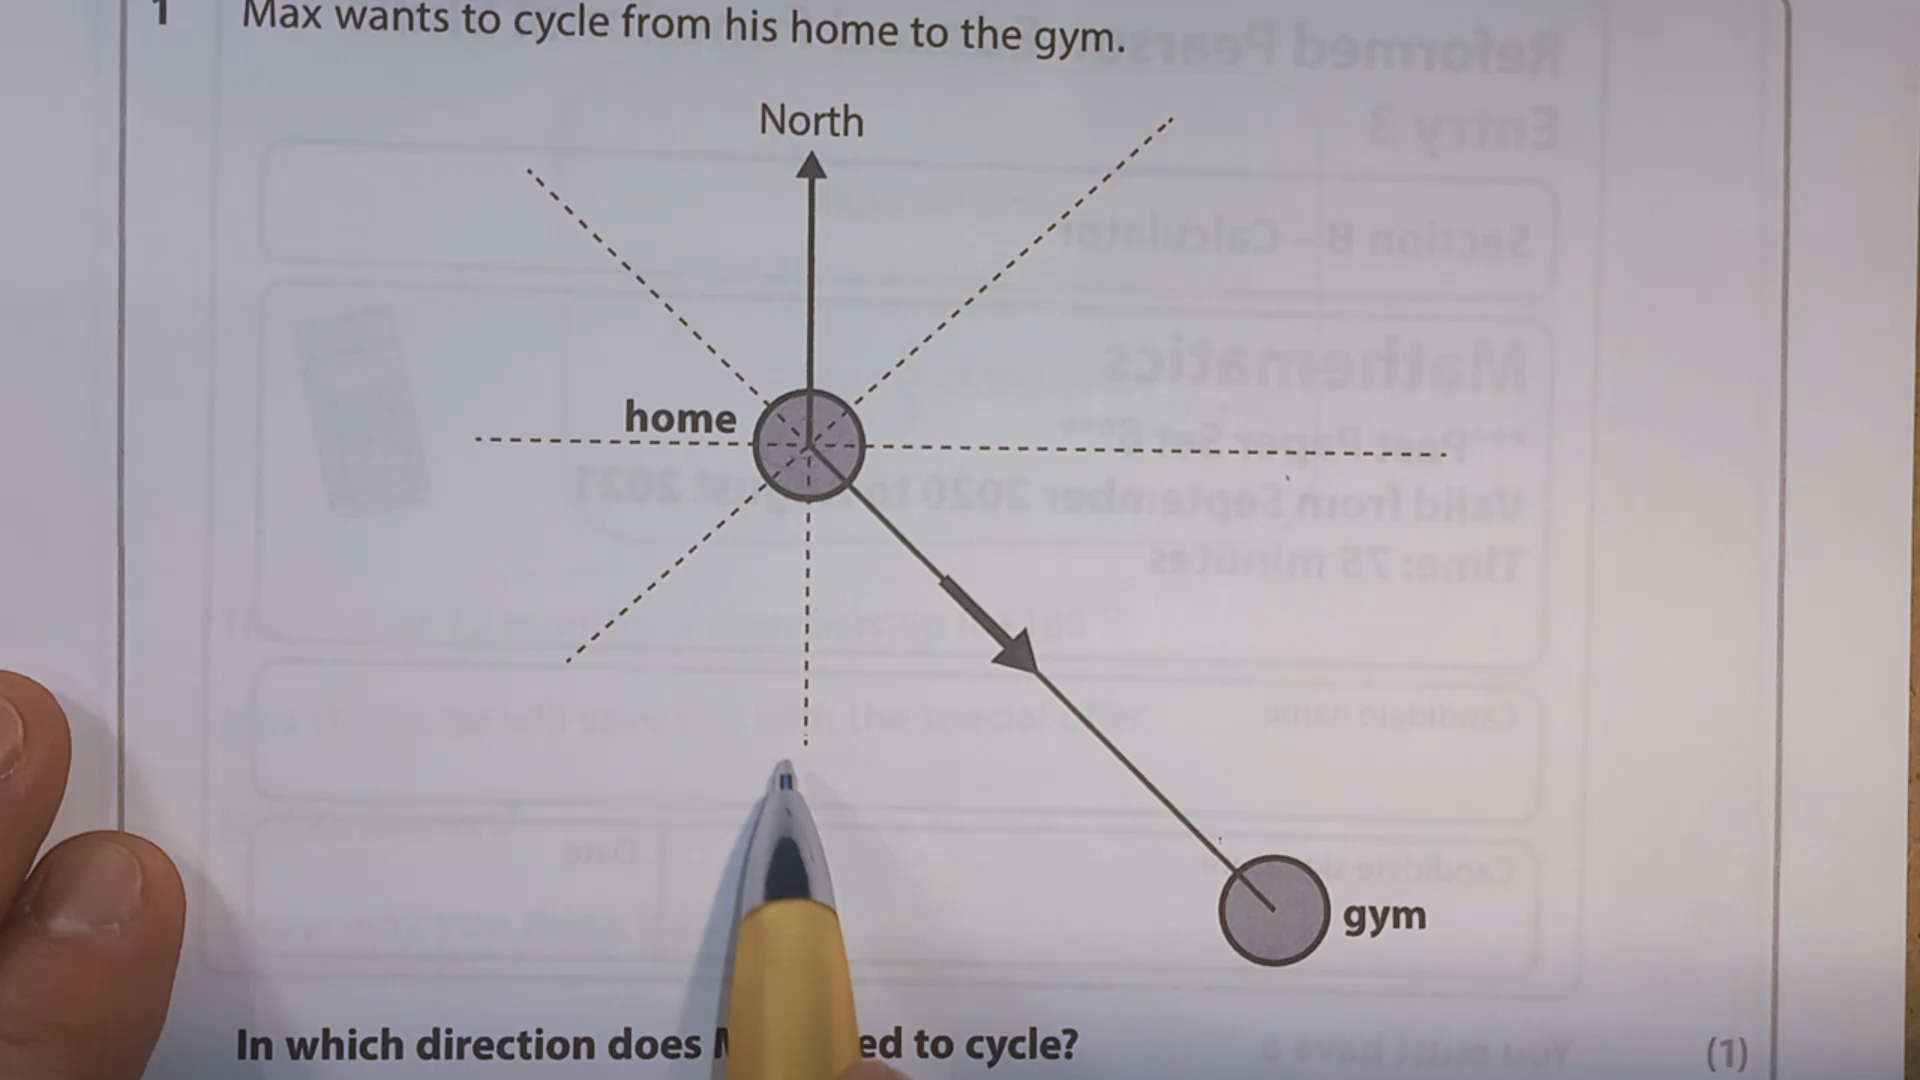 1 Max wants to cycle from his home to the gym.
North
home
gym
In which direction does ed to cycle?
(1)